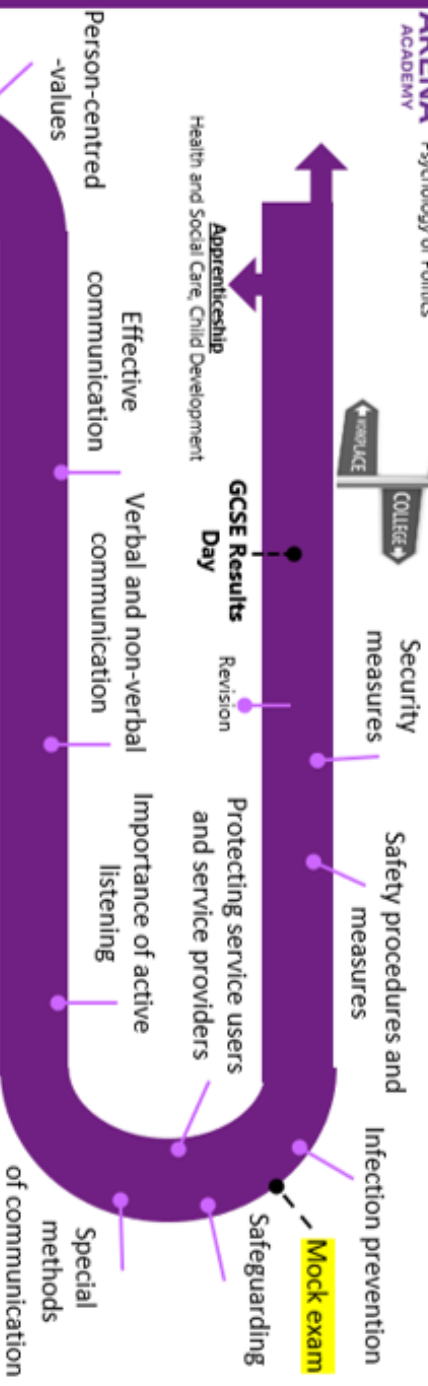 ARENA
ACADEMY
Psychology or Politics
WORKPLACE
COLLEGE
Security
measures
Safety procedures and
measures
Infection prevention
Mock exam
Apprenticeship
Health and Social Care, Child Development
GCSE Results
Day
Revision
Protecting service users
and service providers
Safeguarding
Person-centred
-values
Effective
communication
Verbal and non-verbal
communication
Importance of active
listening
Special
methods
of communication